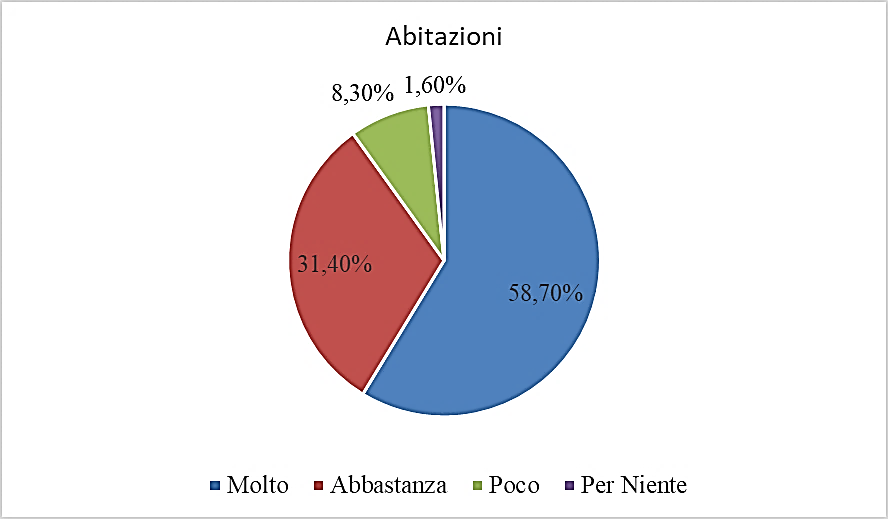 Abitazioni
8,30% 1,60%
31,40%
58,70%
Molto Abbastanza Poco Per Niente